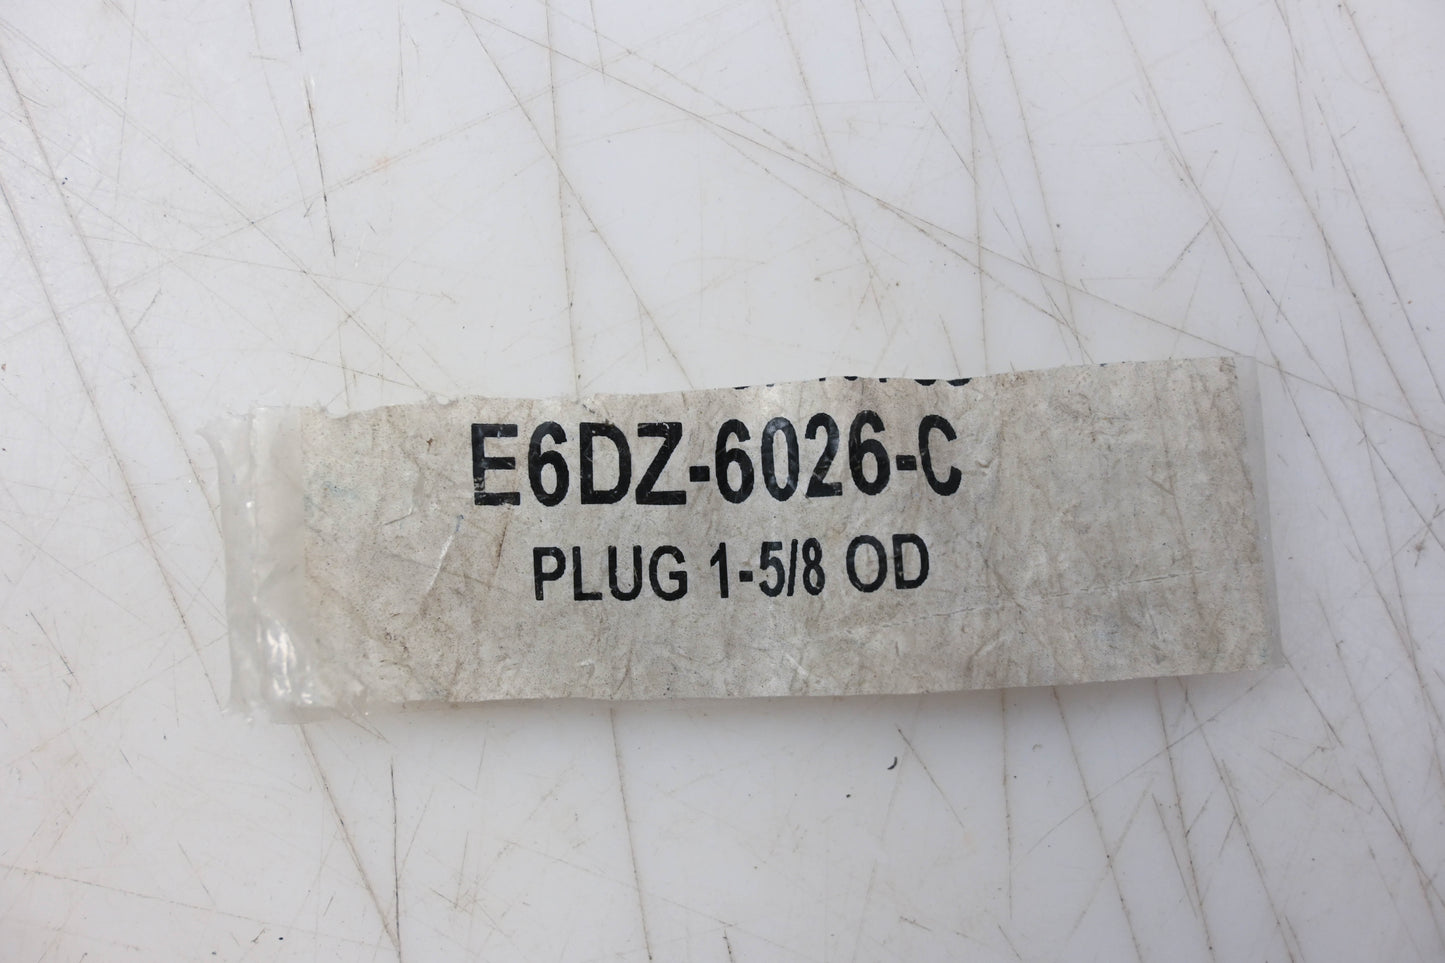 E6DZ-6026-C
PLUG 1-5/8 OD